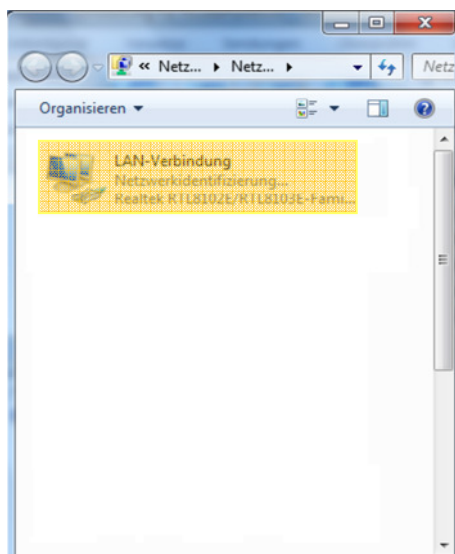 « Netz... ▸ Netz... ▸ Netz
Organisieren
LAN-Verbindung
Netzwerkidentifizierung...
Realtek RTL8102E/RTL8103E-Fami...